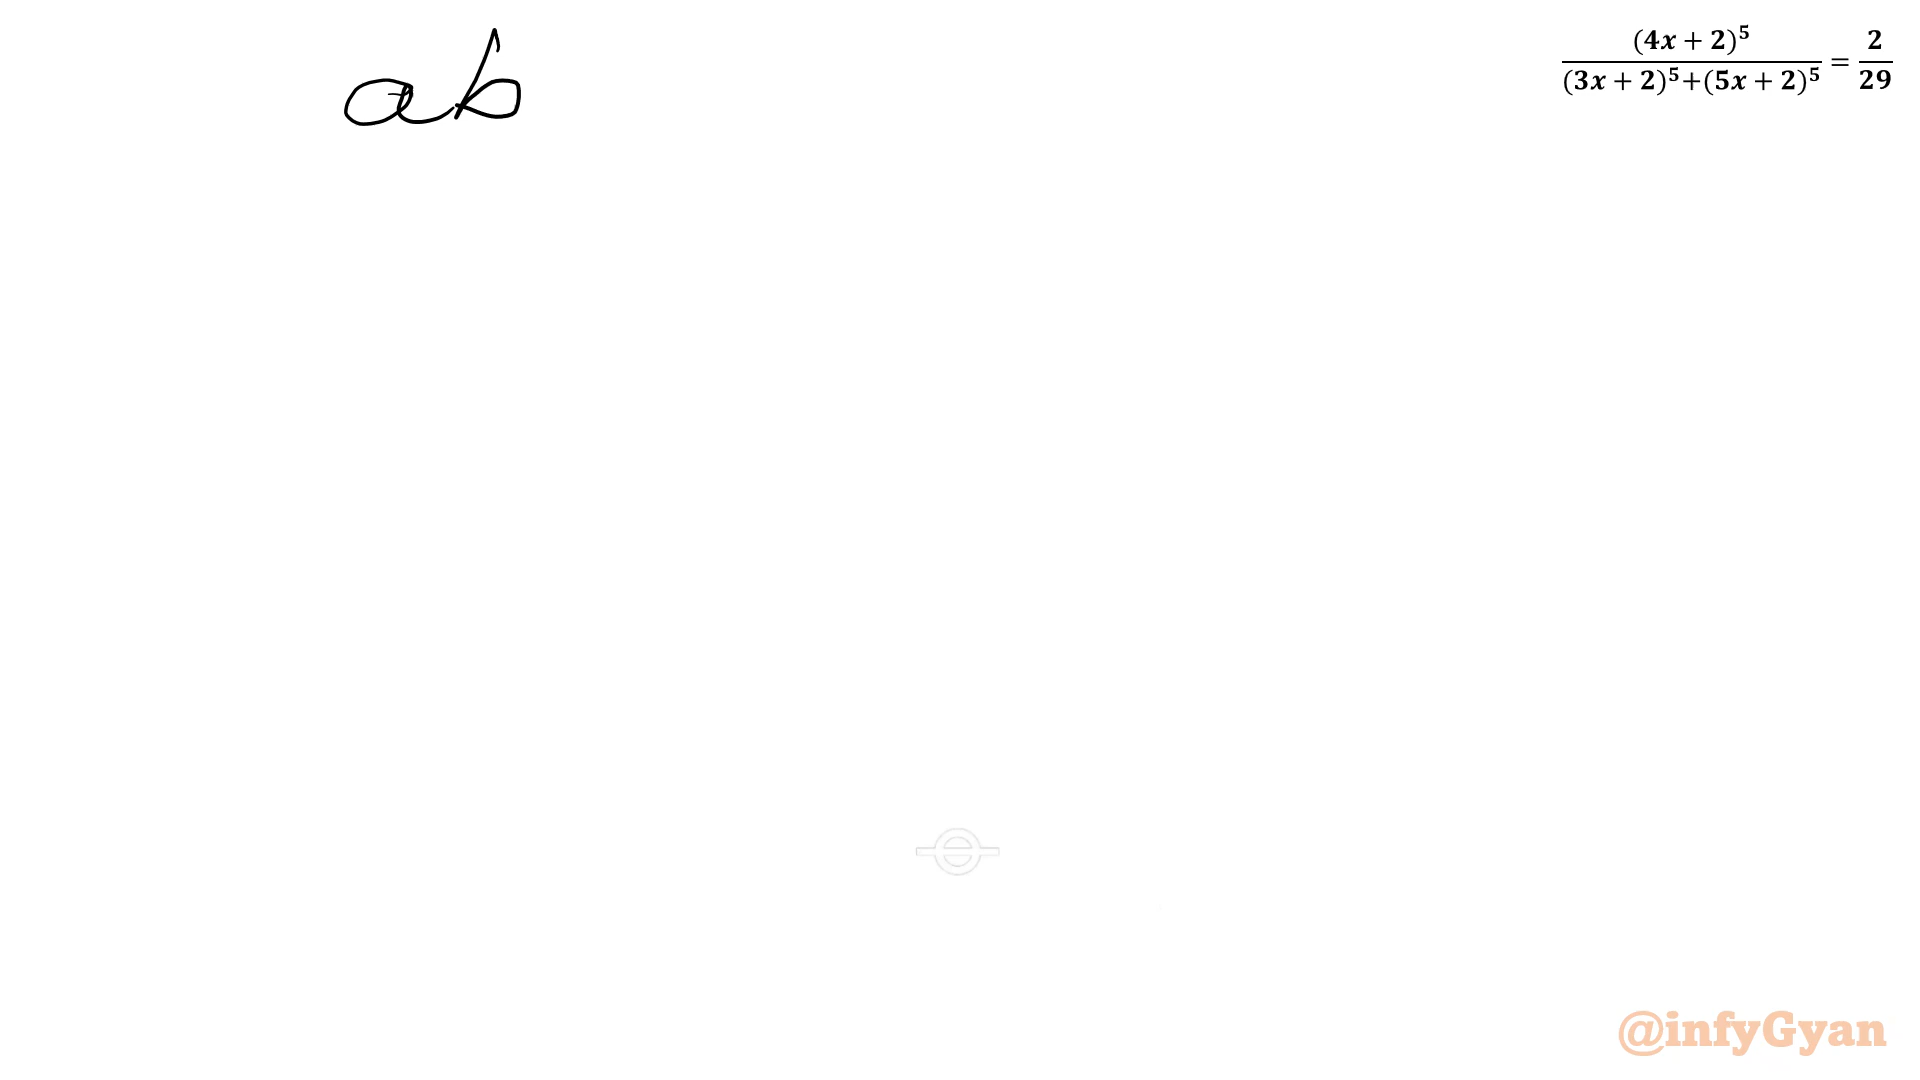 ab
(4x + 2)⁵ / (3x + 2)⁵+(5x + 2)⁵ = 2/29
@infyGyan